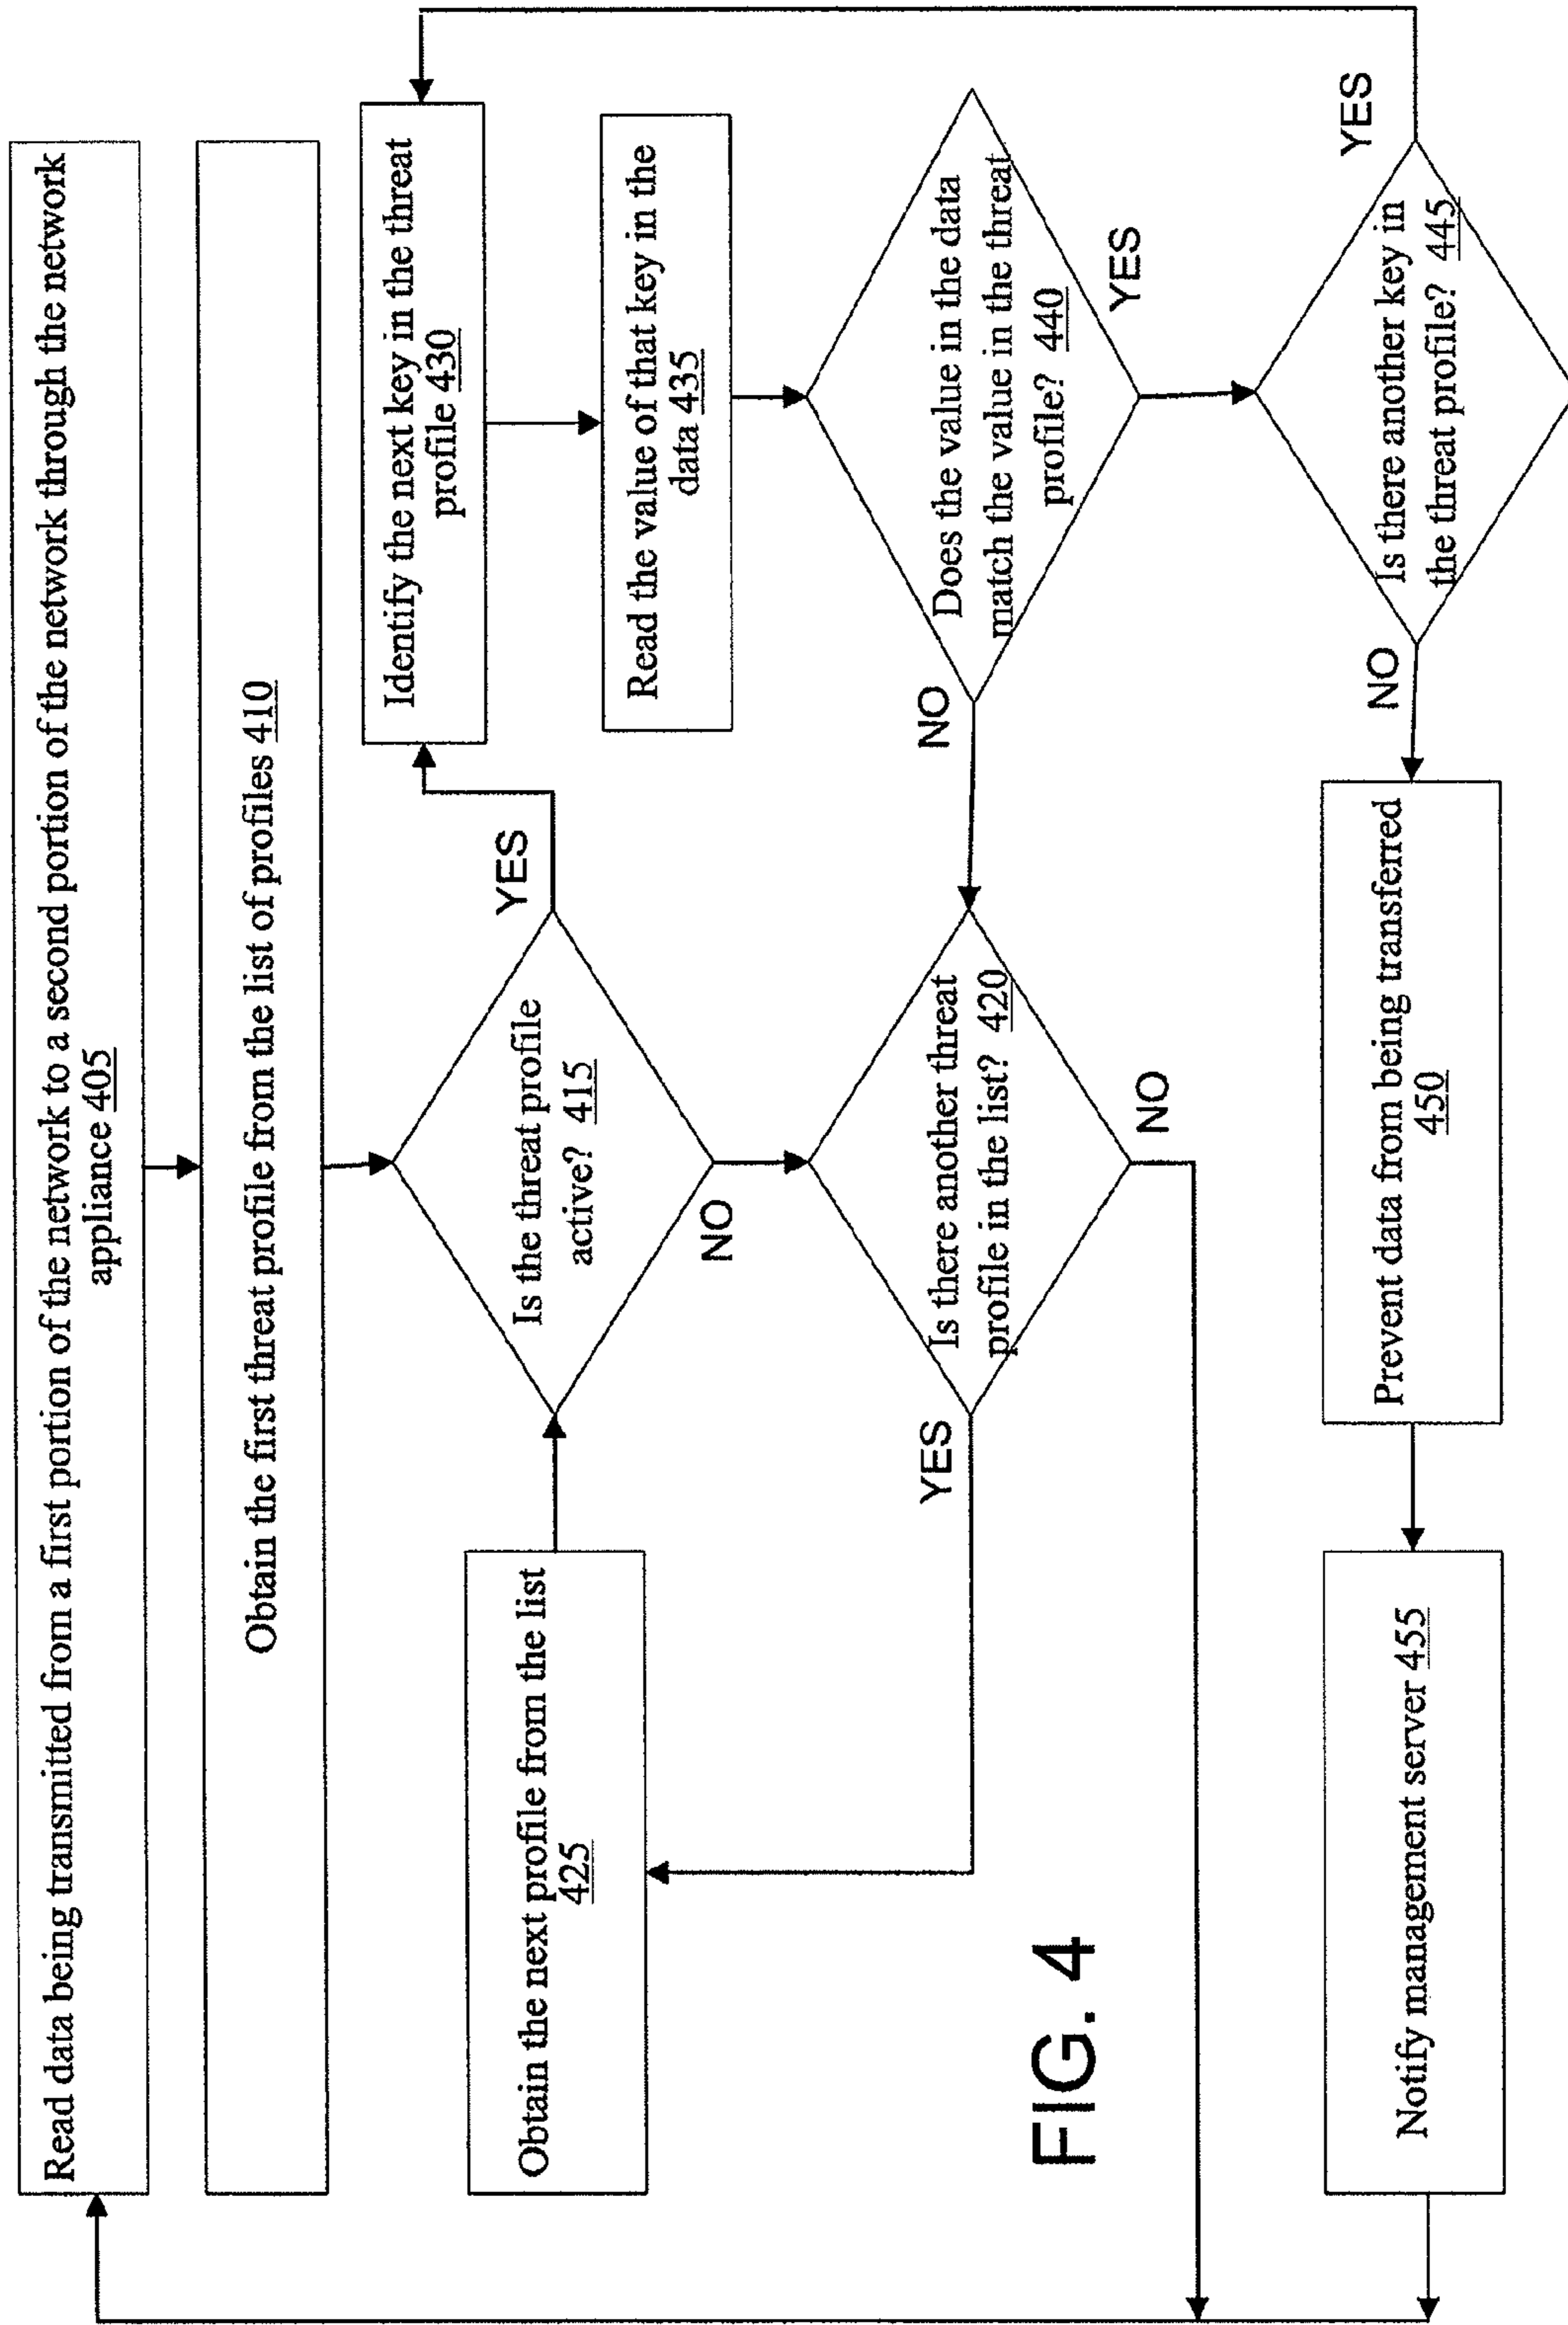 Read data being transmitted from a first portion of the network to a second portion of the network through the network
appliance 405
Obtain the first threat profile from the list of profiles 410
Is the threat profile
active? 415
YES
NO
Identify the next key in the threat
profile 430
Read the value of that key in the
data 435
Obtain the next profile from the list
425
Is there another threat
profile in the list? 420
YES
NO
Does the value in the data
match the value in the threat
profile? 440
NO
YES
Is there another key in
the threat profile? 445
YES
NO
Prevent data from being transferred
450
Notify management server 455
FIG. 4